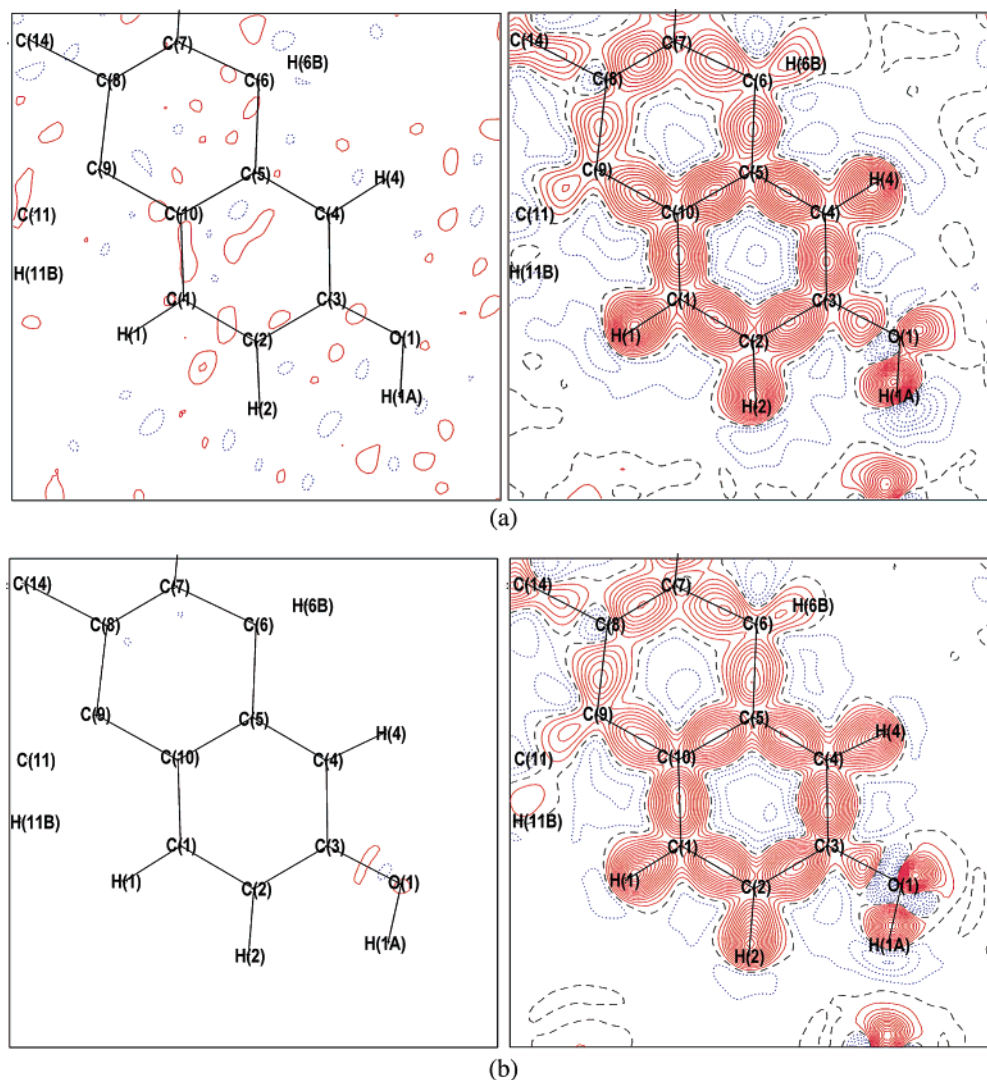 C(14) C(7) C(14) C(7)
H(6B) H(6B)
C(8) C(6) C(8) C(6)
C(9) C(5) H(4) C(9) C(5) H(4)
C(11) C(10) C(4) C(11) C(10) C(4)
H(11B) H(11B)
C(1) C(3) C(1) C(3)
H(1) C(2) O(1) H(1) C(2) O(1)
H(2) H(1A) H(2) H(1A)
(a)
C(14) C(7) C(14) C(7)
H(6B) H(6B)
C(8) C(6) C(8) C(6)
C(9) C(5) H(4) C(9) C(5) H(4)
C(11) C(10) C(4) C(11) C(10) C(4)
H(11B) H(11B)
C(1) C(3) C(1) C(3)
H(1) C(2) O(1) H(1) C(2) O(1)
H(2) H(1A) H(2) H(1A)
(b)